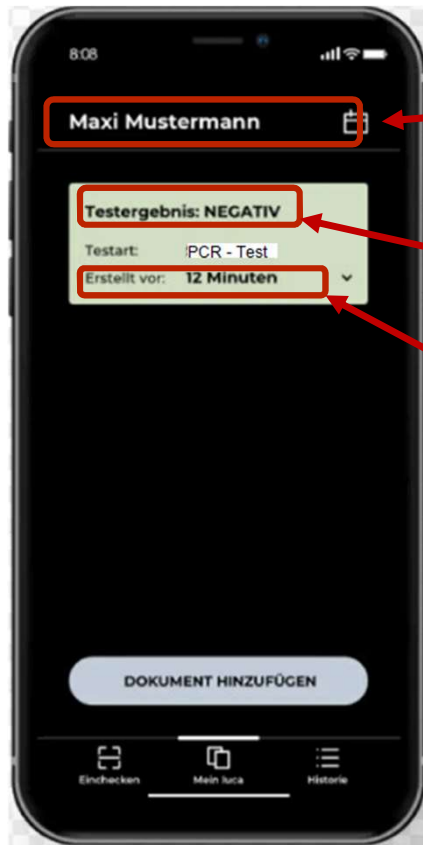 8:08
Maxi Mustermann
Testergebnis: NEGATIV
Testart: PCR - Test
Erstellt vor: 12 Minuten
DOKUMENT HINZUFÜGEN
Einchecken Mein luca Historie